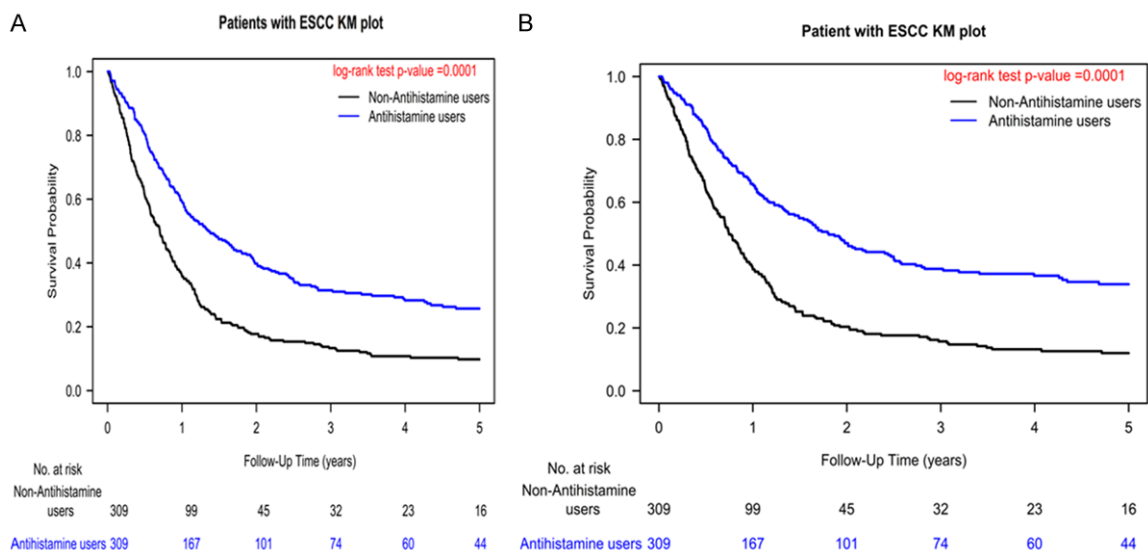 A
Patients with ESCC KM plot
log-rank test p-value =0.0001
Non-Antihistamine users
Antihistamine users
Survival Probability
1.0
0.8
0.6
0.4
0.2
0.0
0 1 2 3 4 5
Follow-Up Time (years)
No. at risk
Non-Antihistamine
users 309 99 45 32 23 16
Antihistamine users 309 167 101 74 60 44
B
Patient with ESCC KM plot
log-rank test p-value =0.0001
Non-Antihistamine users
Antihistamine users
Survival Probability
1.0
0.8
0.6
0.4
0.2
0.0
0 1 2 3 4 5
Follow-Up Time (years)
No. at risk
Non-Antihistamine
users 309 99 45 32 23 16
Antihistamine users 309 167 101 74 60 44